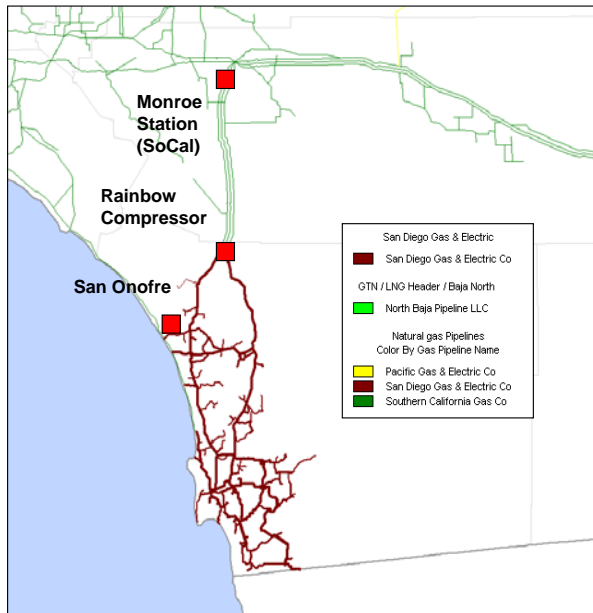 Monroe
Station
(SoCal)
Rainbow
Compressor
San Onofre
San Diego Gas & Electric
San Diego Gas & Electric Co
GTN / LNG Header / Baja North
North Baja Pipeline LLC
Natural gas Pipelines
Color By Gas Pipeline Name
Pacific Gas & Electric Co
San Diego Gas & Electric Co
Southern California Gas Co